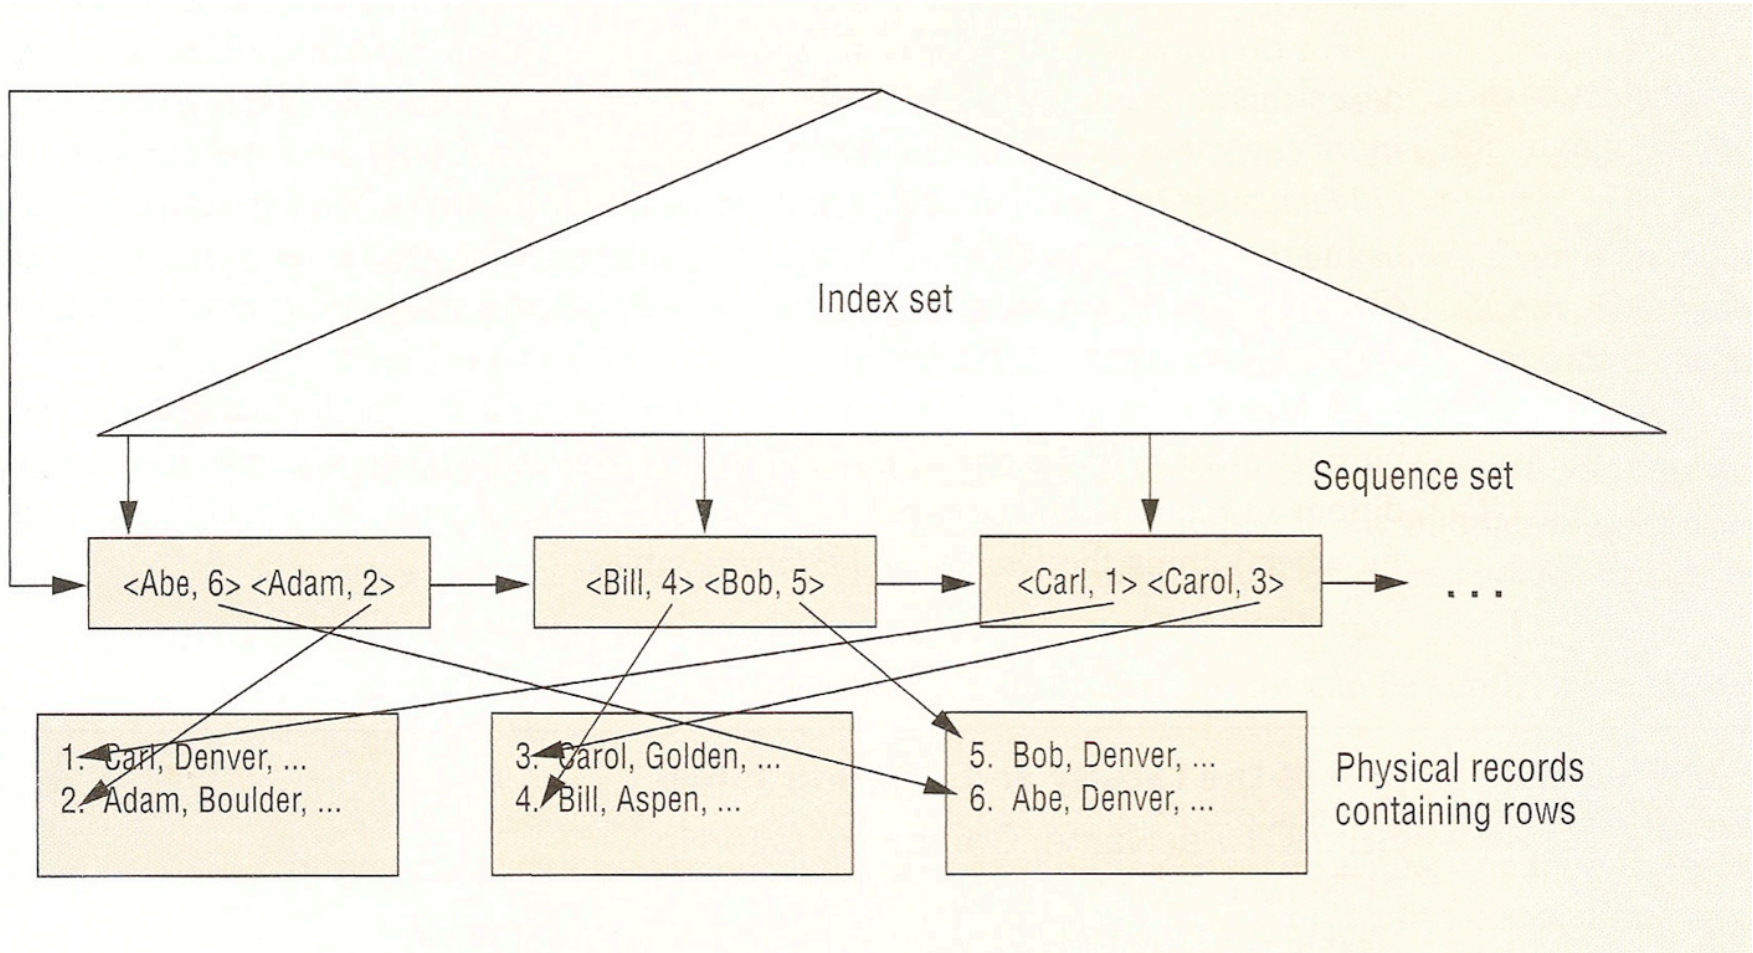 Index set
Sequence set
<Abe, 6> <Adam, 2>
<Bill, 4> <Bob, 5>
<Carl, 1> <Carol, 3>
...
1. Carl, Denver, ...
2. Adam, Boulder, ...
3. Carol, Golden, ...
4. Bill, Aspen, ...
5. Bob, Denver, ...
6. Abe, Denver, ...
Physical records
containing rows